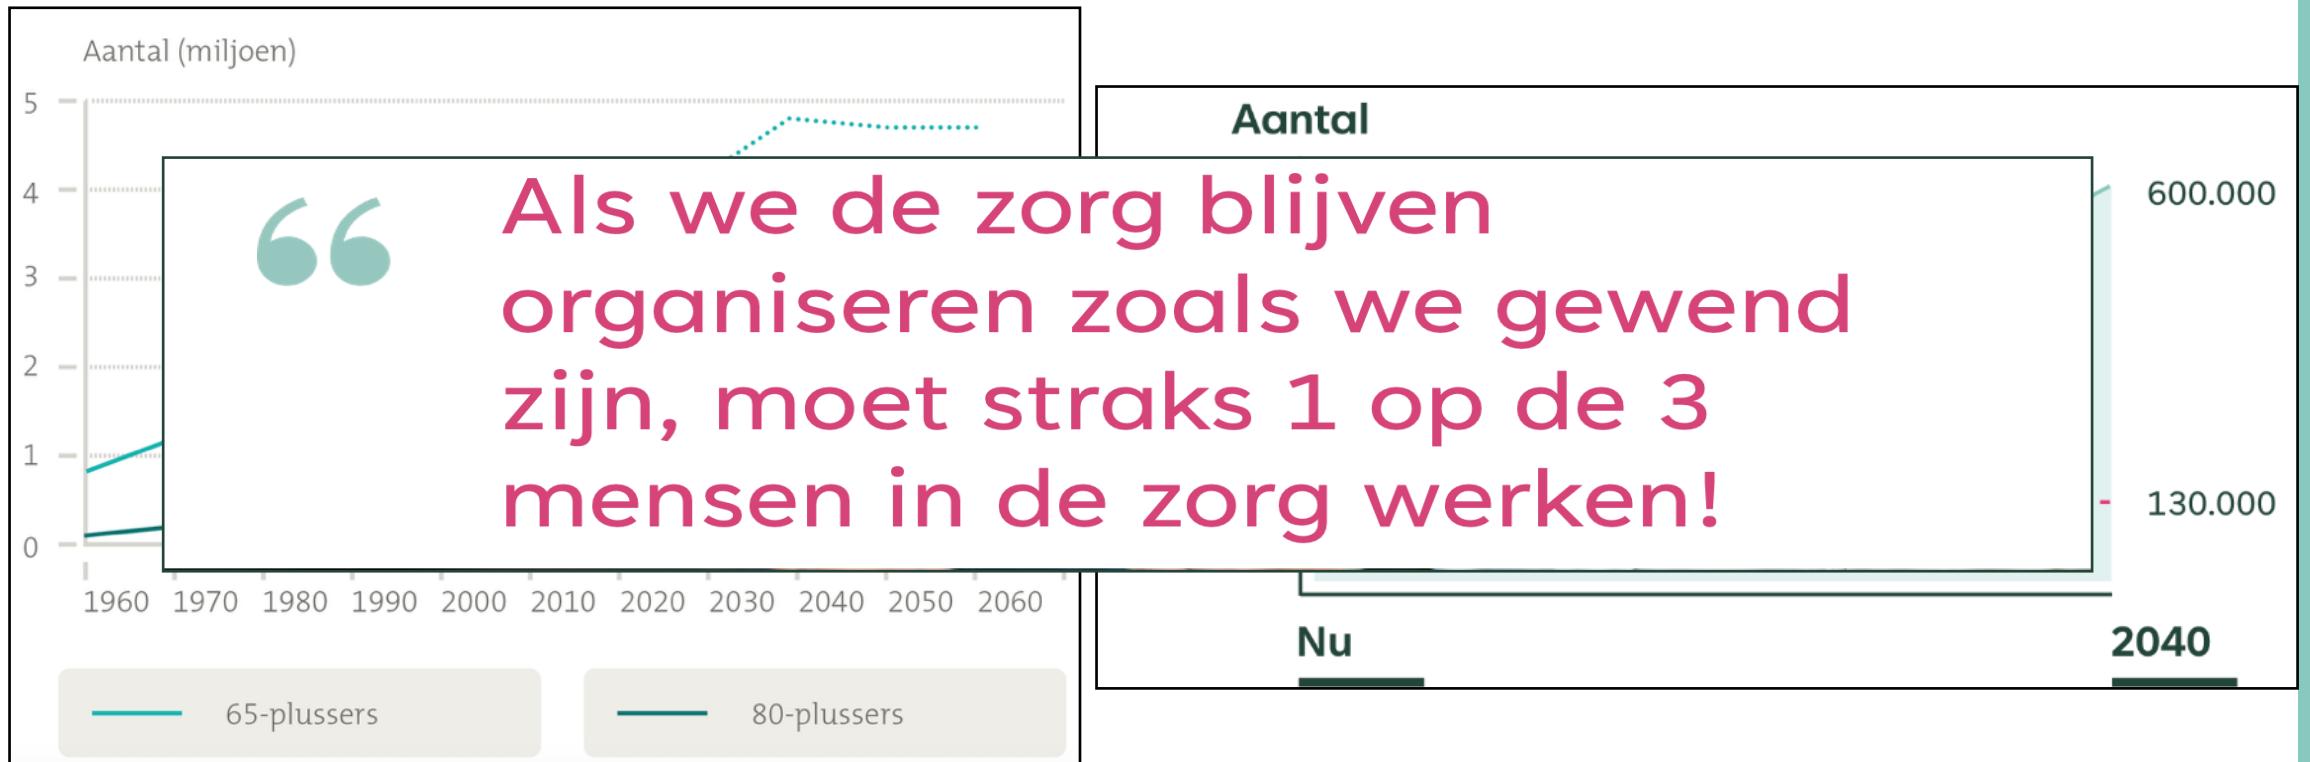 Aantal (miljoen)
5
4
3
2
1
0
1960 1970 1980 1990 2000 2010 2020 2030 2040 2050 2060
65-plussers 80-plussers
“
Als we de zorg blijven
organiseren zoals we gewend
zijn, moet straks 1 op de 3
mensen in de zorg werken!
Aantal
600.000
130.000
Nu 2040